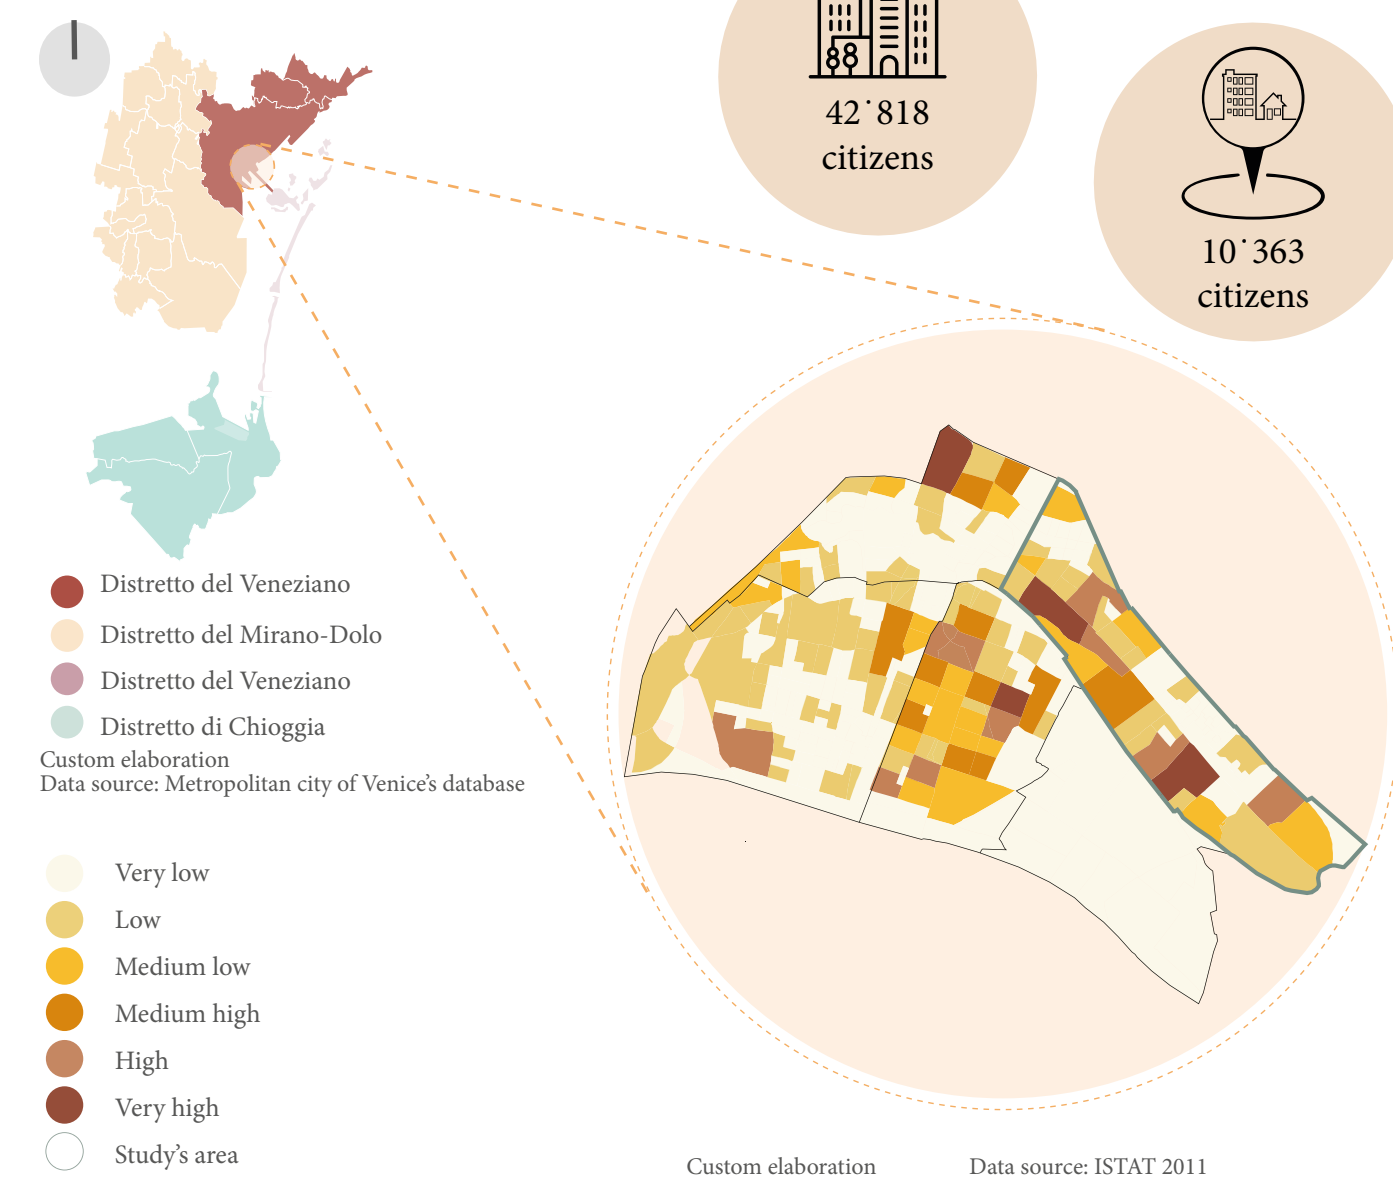 42˙818
citizens
10˙363
citizens
Distretto del Veneziano
Distretto del Mirano-Dolo
Distretto del Veneziano
Distretto di Chioggia
Custom elaboration
Data source: Metropolitan city of Venice’s database
Very low
Low
Medium low
Medium high
High
Very high
Study’s area
Custom elaboration
Data source: ISTAT 2011